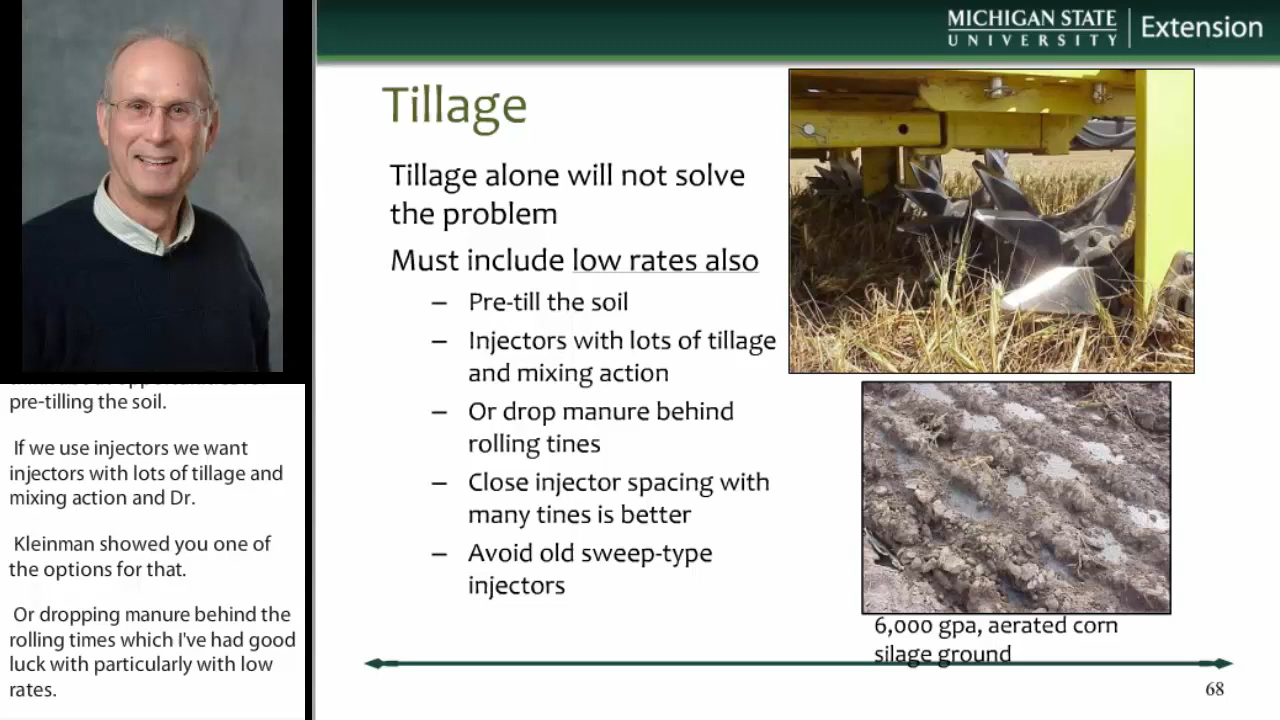 MICHIGAN STATE
UNIVERSITY
Extension
Tillage
Tillage alone will not solve
the problem
Must include low rates also
– Pre-till the soil
– Injectors with lots of tillage
and mixing action
– Or drop manure behind
rolling tines
– Close injector spacing with
many tines is better
– Avoid old sweep-type
injectors
6,000 gpa, aerated corn
silage ground
68
pre-tilling the soil.
If we use injectors we want
injectors with lots of tillage and
mixing action and Dr.
Kleinman showed you one of
the options for that.
Or dropping manure behind the
rolling times which I've had good
luck with particularly with low
rates.